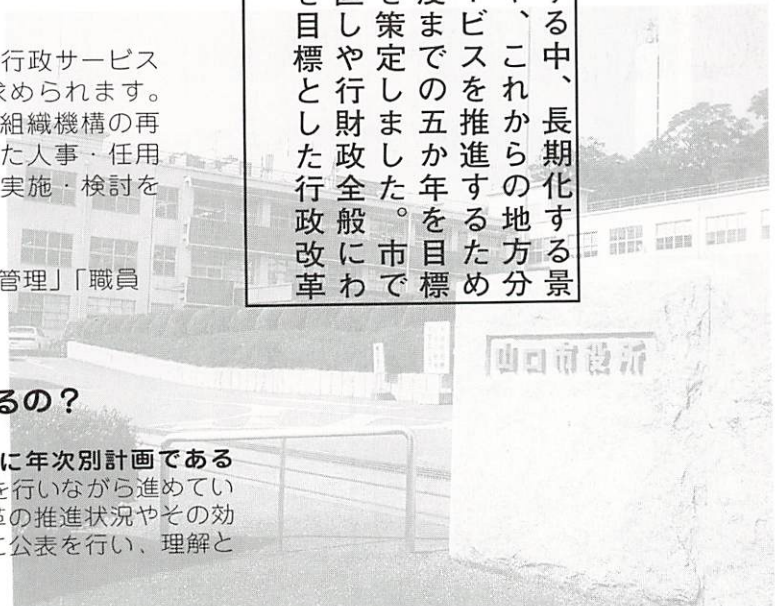 る中、長期化する景
、これからの地方分
ビスを推進するため
度までの五か年を目標
を策定しました。市で
直しや行財政全般にわ
を目標とした行政改革
行政サービス
求められます。
組織機構の再
た人事・任用
実施・検討を
管理」「職員
るの？
に年次別計画である
を行いながら進めてい
革の推進状況やその効
に公表を行い、理解と
山口市役所